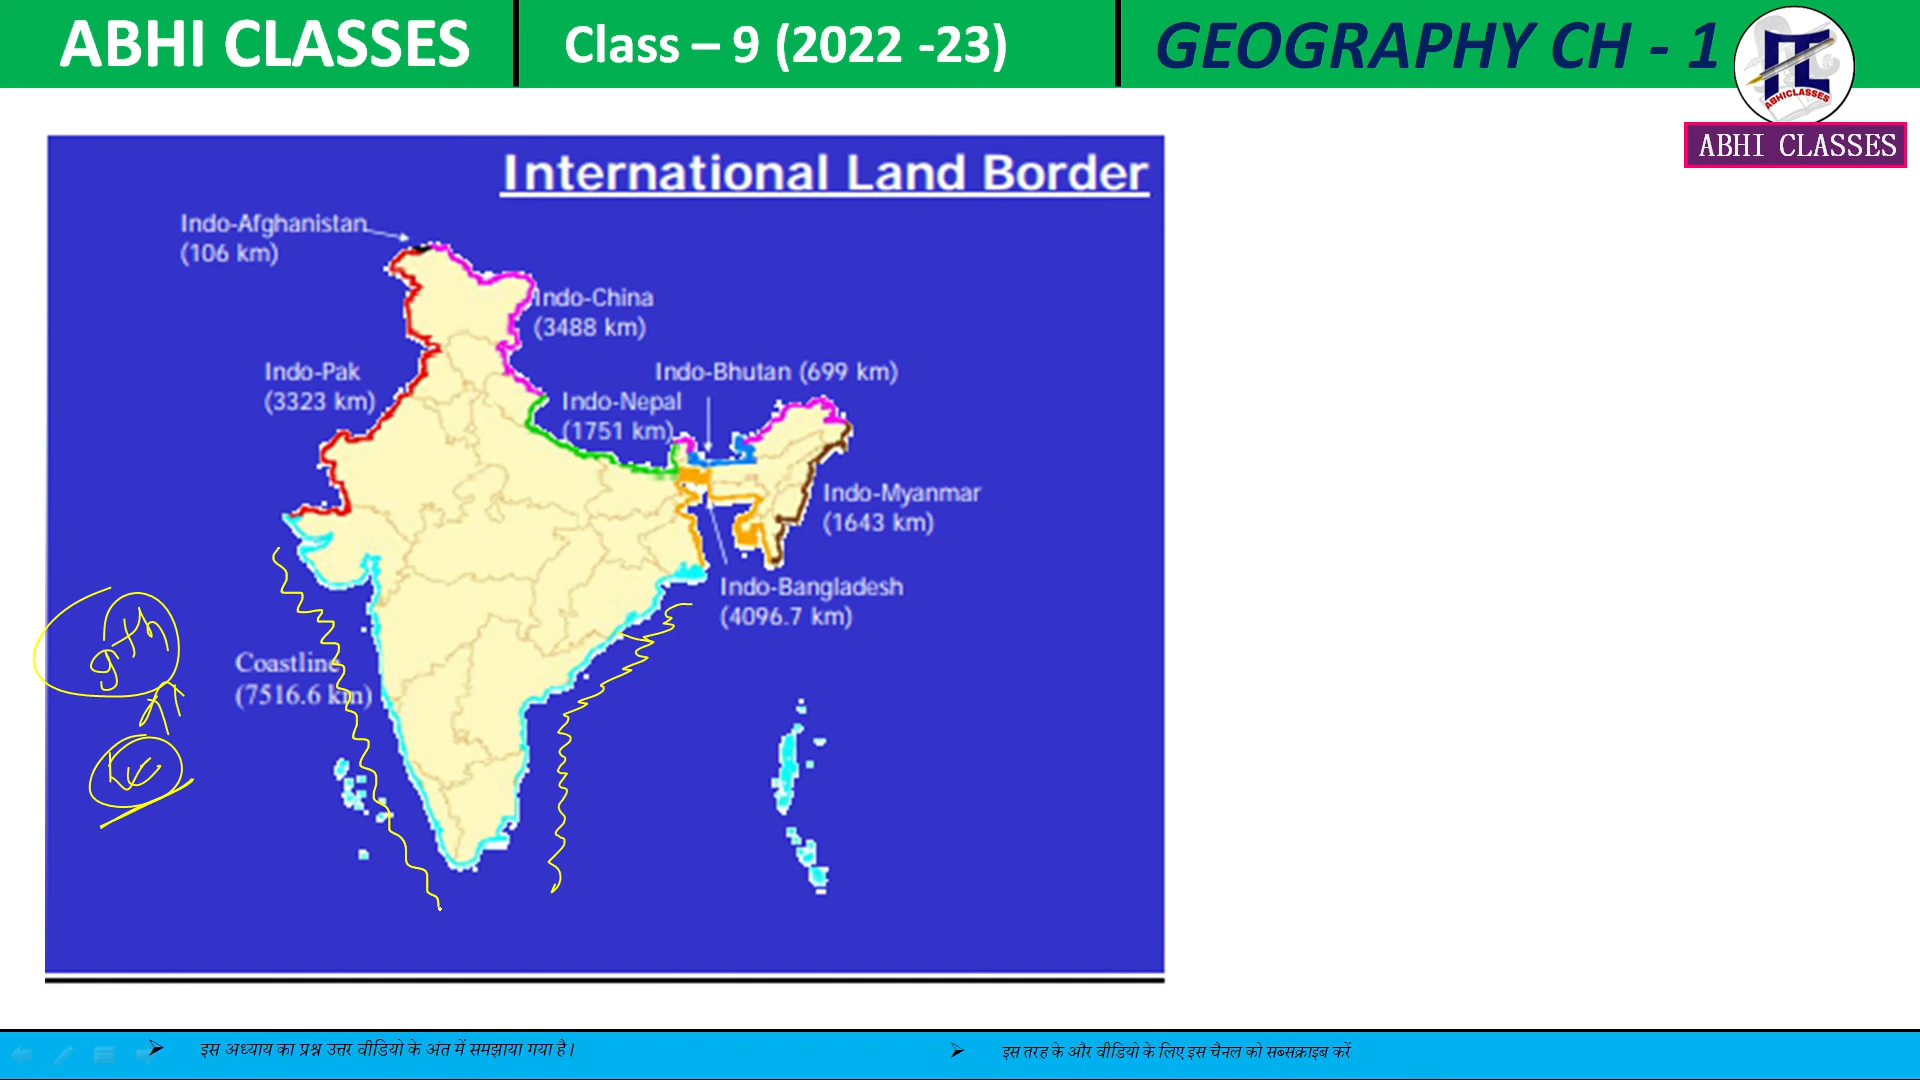 ABHI CLASSES
Class – 9 (2022 -23)
GEOGRAPHY CH - 1
ABHICLASSES
ABHI CLASSES
International Land Border
Indo-Afghanistan
(106 km)
Indo-China
(3488 km)
Indo-Pak
(3323 km)
Indo-Bhutan (699 km)
Indo-Nepal
(1751 km)
Indo-Myanmar
(1643 km)
Indo-Bangladesh
(4096.7 km)
Coastline
(7516.6 km)
9th
इस अध्याय का प्रश्न उत्तर वीडियो के अंत में समझाया गया है।
इस तरह के और वीडियो के लिए इस चैनल को सब्सक्राइब करें